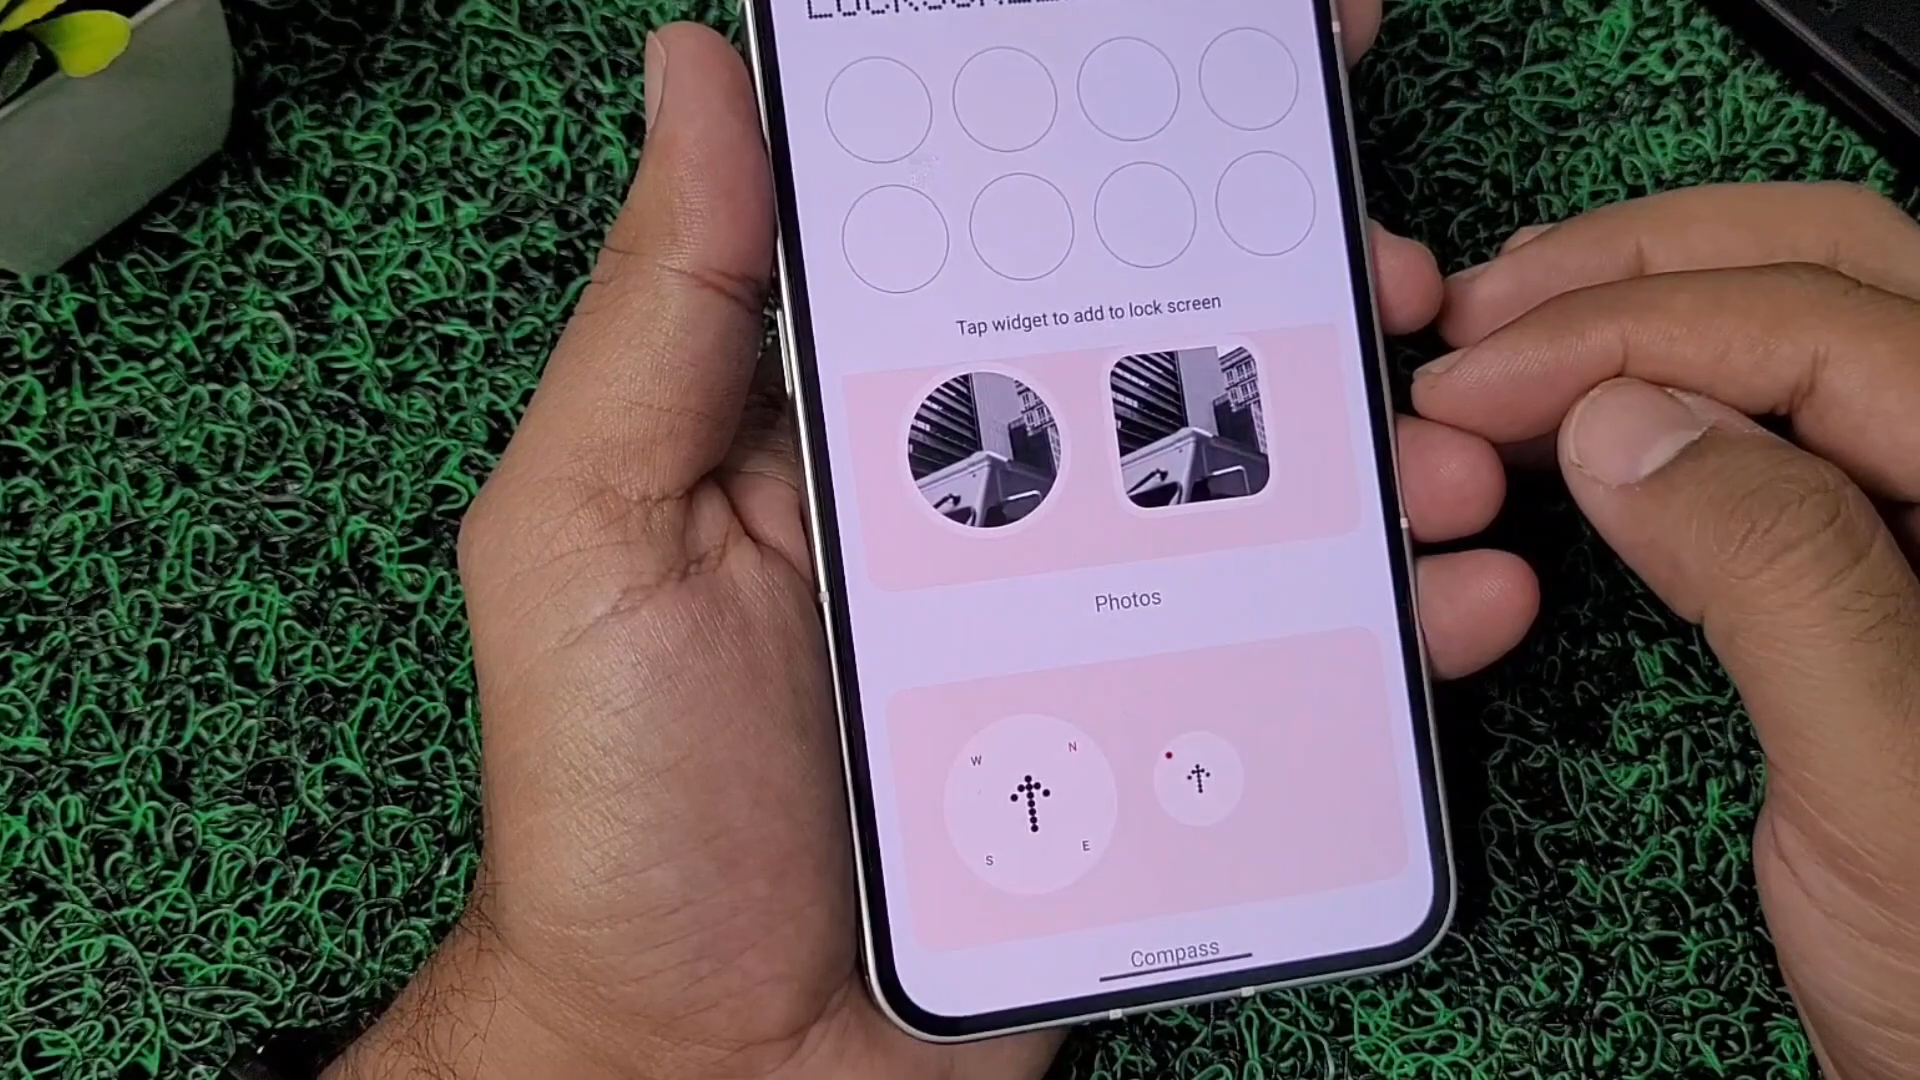 Tap widget to add to lock screen
Photos
W N
S E
Compass